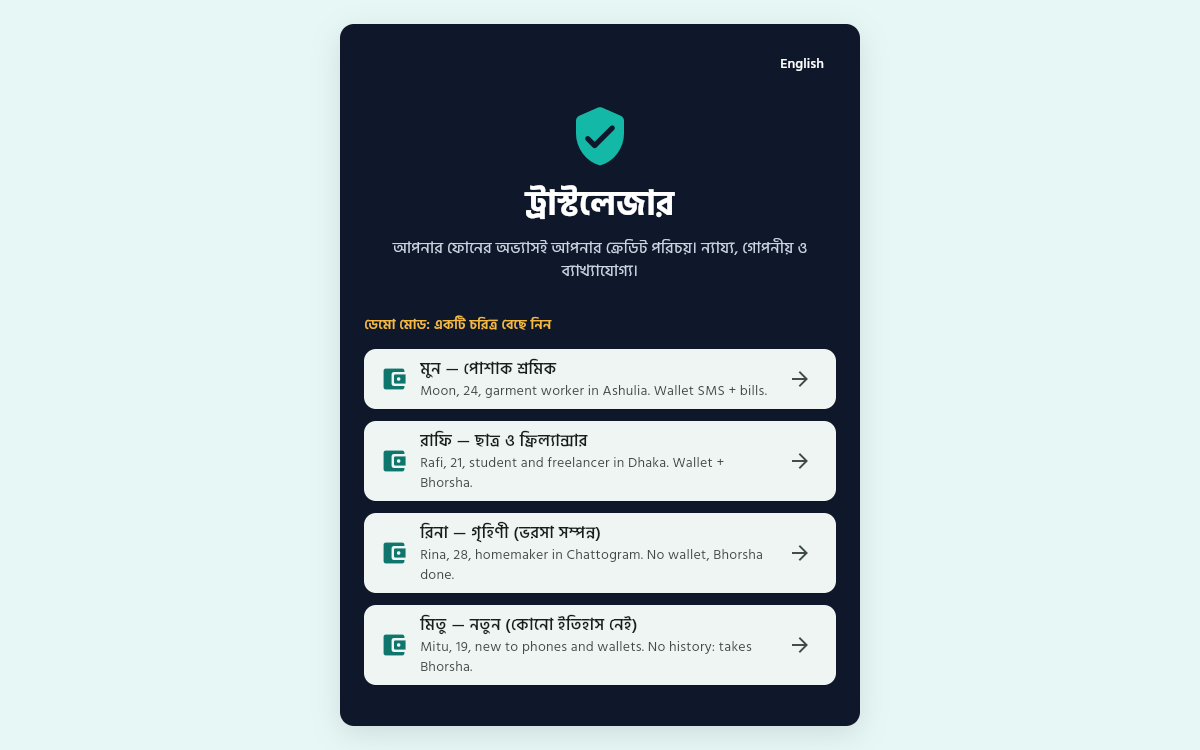 English
ট্রাস্টলেজার
আপনার ফোনের অভ্যাসই আপনার ক্রেডিট পরিচয়। ন্যায্য, গোপনীয় ও
ব্যাখ্যাযোগ্য।
ডেমো মোড: একটি চরিত্র বেছে নিন
মুন — পোশাক শ্রমিক
Moon, 24, garment worker in Ashulia. Wallet SMS + bills.
রাফি — ছাত্র ও ফ্রিল্যান্সার
Rafi, 21, student and freelancer in Dhaka. Wallet +
Bhorsha.
রিনা — গৃহিণী (ভরসা সম্পন্ন)
Rina, 28, homemaker in Chattogram. No wallet, Bhorsha
done.
মিতু — নতুন (কোনো ইতিহাস নেই)
Mitu, 19, new to phones and wallets. No history: takes
Bhorsha.